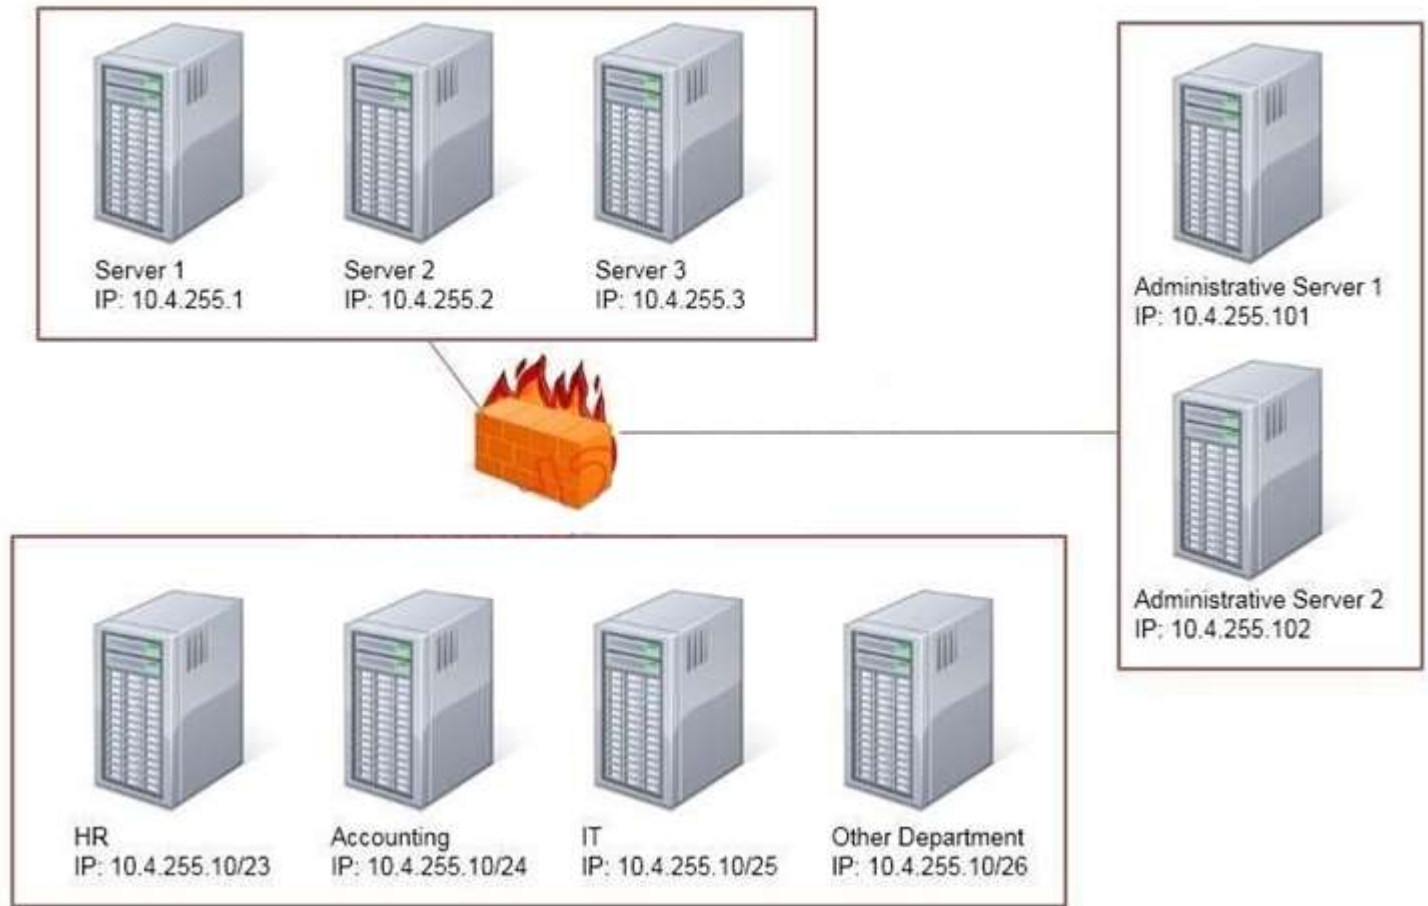 Server 1
IP: 10.4.255.1
Server 2
IP: 10.4.255.2
Server 3
IP: 10.4.255.3
Administrative Server 1
IP: 10.4.255.101
Administrative Server 2
IP: 10.4.255.102
HR
IP: 10.4.255.10/23
Accounting
IP: 10.4.255.10/24
IT
IP: 10.4.255.10/25
Other Department
IP: 10.4.255.10/26